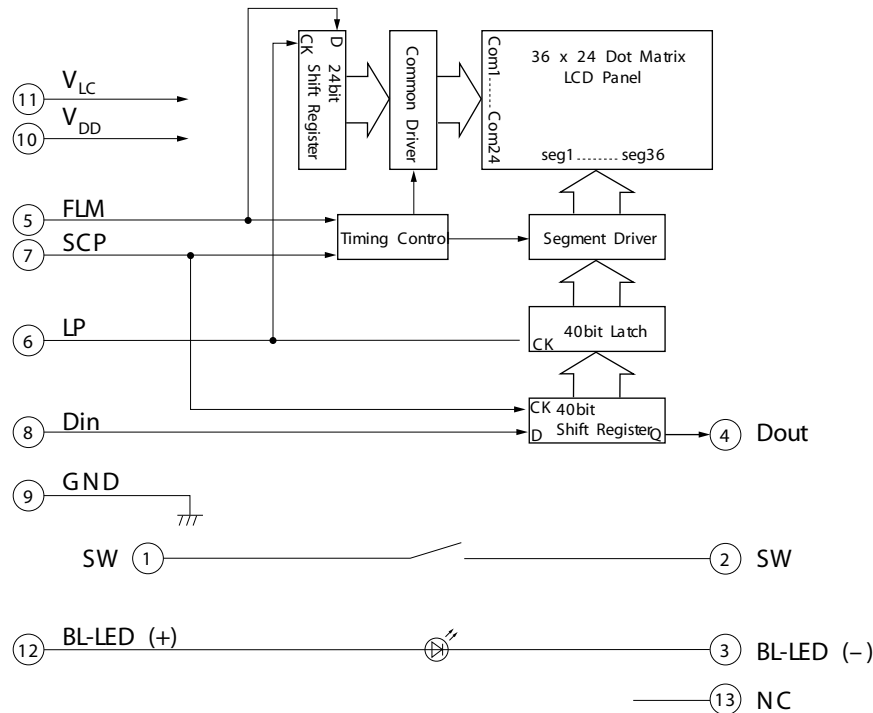 CK D
24bit
Shift Register
Common Driver
Com1......Com24
36 x 24 Dot Matrix
LCD Panel
seg1........ seg36
11 VLC
10 VDD
5 FLM
Timing Control
Segment Driver
7 SCP
6 LP
40bit Latch
CK
8 Din
CK 40bit
D Shift Register Q
4 Dout
9 GND
SW 1
2 SW
12 BL-LED (+)
3 BL-LED (–)
13 NC